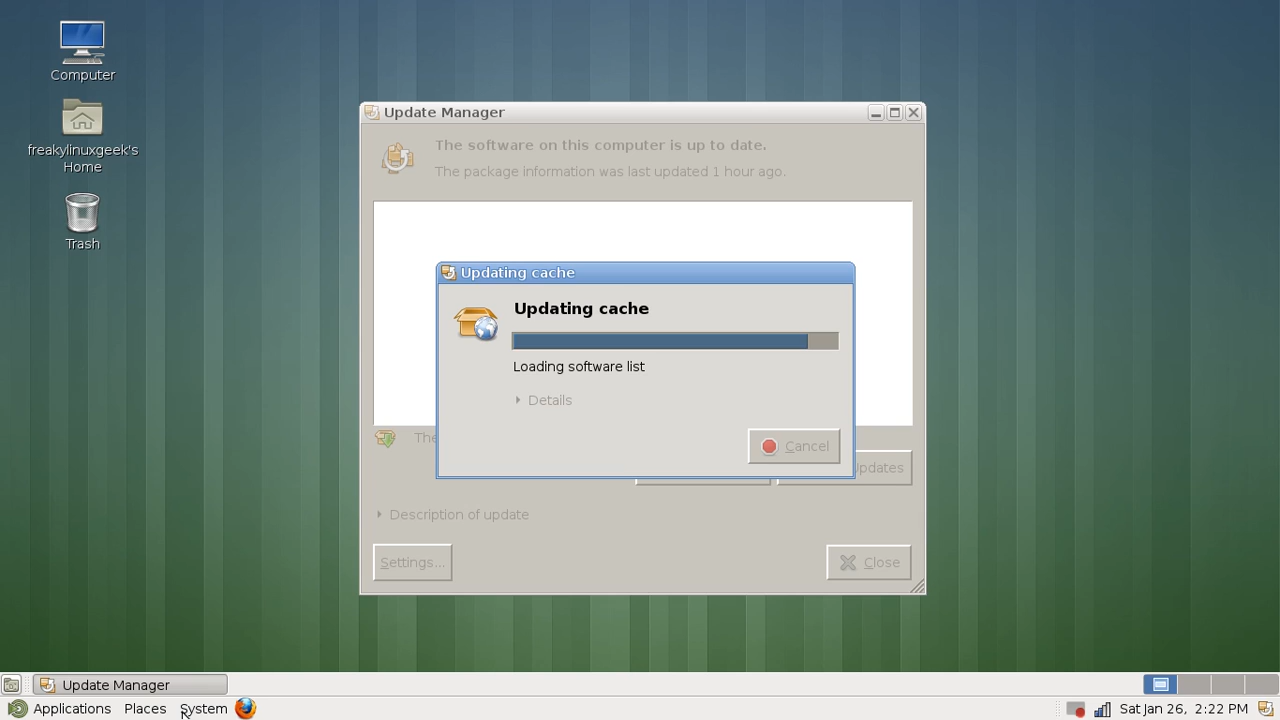 Computer
freakylinuxgeek's
Home
Trash
Update Manager
The software on this computer is up to date.
The package information was last updated 1 hour ago.
Updating cache
Updating cache
Loading software list
Details
Cancel
The
Updates
Description of update
Settings...
Close
Update Manager
Applications Places System
Sat Jan 26, 2:22 PM